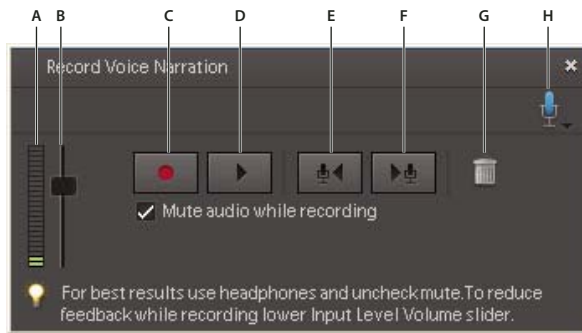 A B C D E F G H
Record Voice Narration
Mute audio while recording
For best results use headphones and uncheck mute.To reduce
feedback while recording lower Input Level Volume slider.